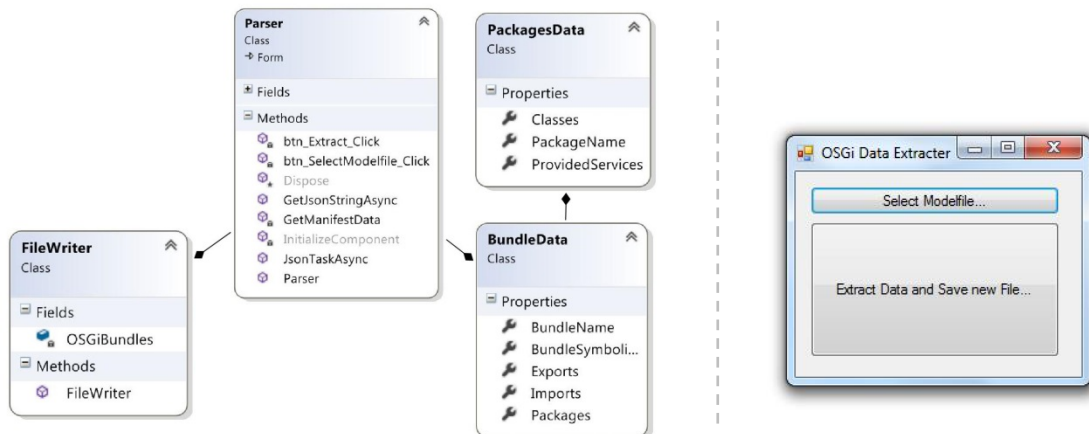 Parser
Class
Form
Fields
Methods
btn_Extract_Click
btn_SelectModelfile_Click
Dispose
GetJsonStringAsync
GetManifestData
InitializeComponent
JsonTaskAsync
Parser
PackagesData
Class
Properties
Classes
PackageName
ProvidedServices
FileWriter
Class
Fields
OSGiBundles
Methods
FileWriter
BundleData
Class
Properties
BundleName
BundleSymboli...
Exports
Imports
Packages
OSGi Data Extracter
Select Modelfile...
Extract Data and Save new File...